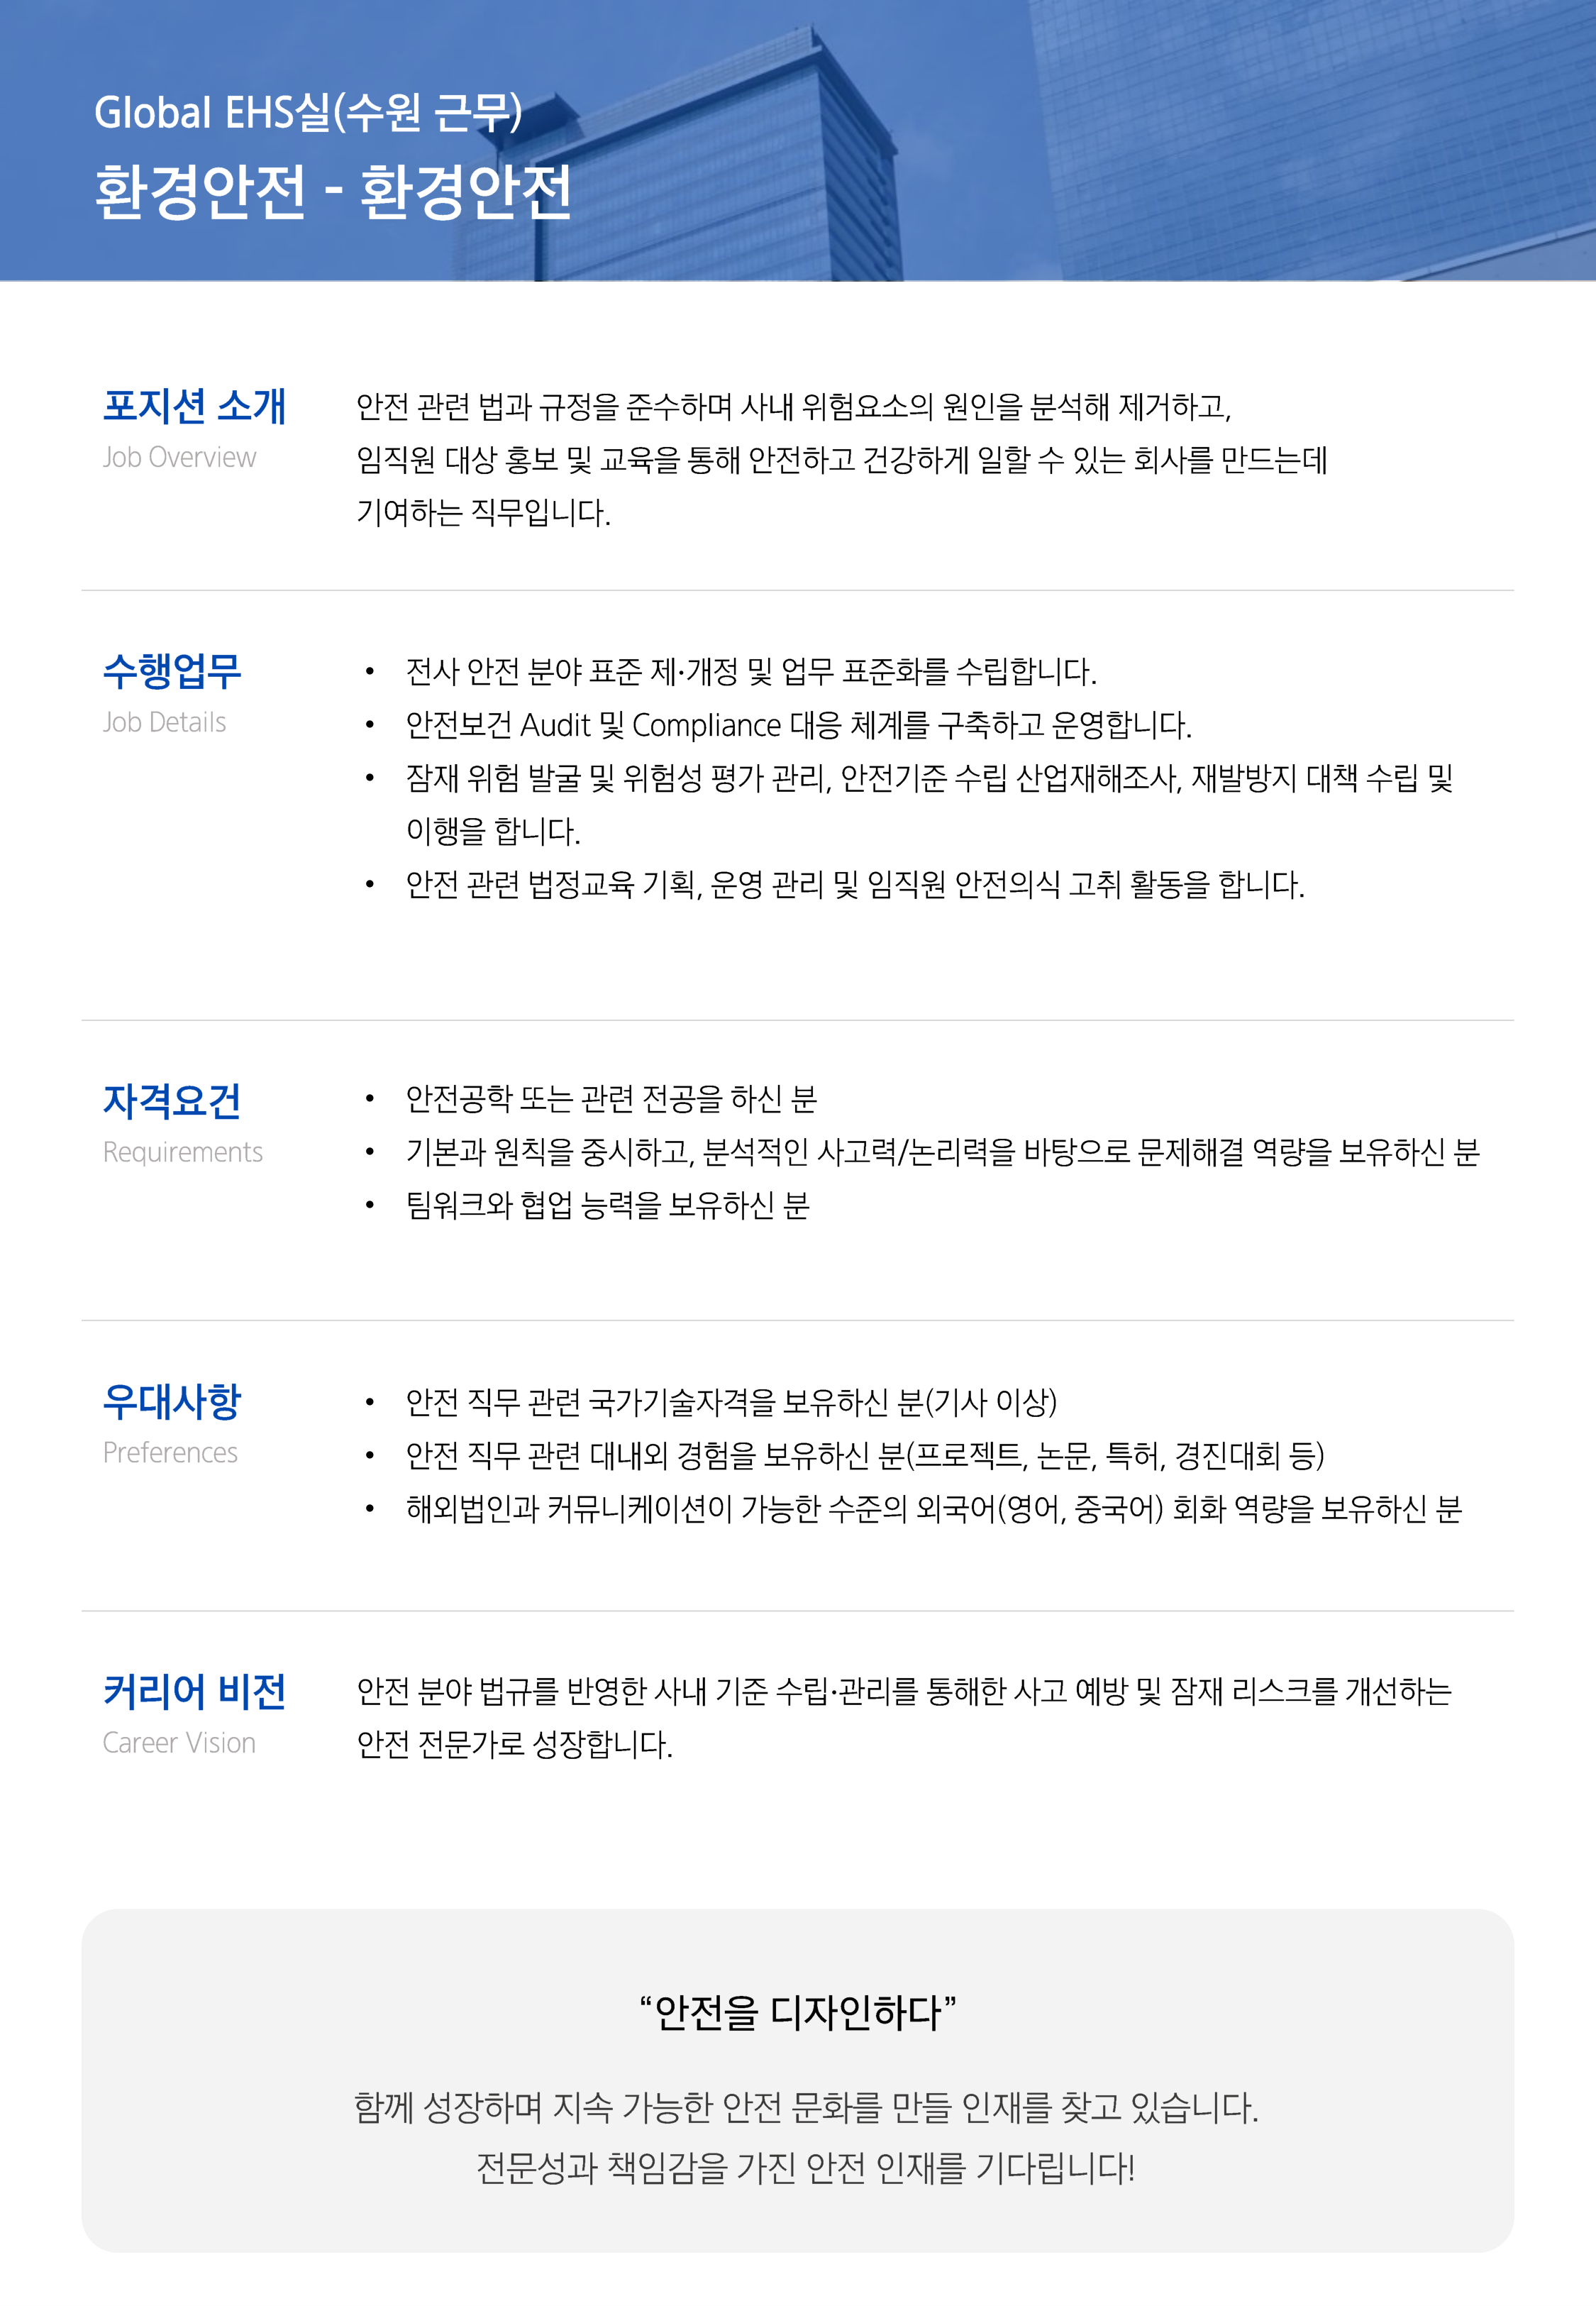 Global EHS실(수원 근무)
환경안전 - 환경안전
포지션 소개
Job Overview
안전 관련 법과 규정을 준수하며 사내 위험요소의 원인을 분석해 제거하고,
임직원 대상 홍보 및 교육을 통해 안전하고 건강하게 일할 수 있는 회사를 만드는데
기여하는 직무입니다.
수행업무
Job Details
• 전사 안전 분야 표준 제·개정 및 업무 표준화를 수립합니다.
• 안전보건 Audit 및 Compliance 대응 체계를 구축하고 운영합니다.
• 잠재 위험 발굴 및 위험성 평가 관리, 안전기준 수립 산업재해조사, 재발방지 대책 수립 및
이행을 합니다.
• 안전 관련 법정교육 기획, 운영 관리 및 임직원 안전의식 고취 활동을 합니다.
자격요건
Requirements
• 안전공학 또는 관련 전공을 하신 분
• 기본과 원칙을 중시하고, 분석적인 사고력/논리력을 바탕으로 문제해결 역량을 보유하신 분
• 팀워크와 협업 능력을 보유하신 분
우대사항
Preferences
• 안전 직무 관련 국가기술자격을 보유하신 분(기사 이상)
• 안전 직무 관련 대내외 경험을 보유하신 분(프로젝트, 논문, 특허, 경진대회 등)
• 해외법인과 커뮤니케이션이 가능한 수준의 외국어(영어, 중국어) 회화 역량을 보유하신 분
커리어 비전
Career Vision
안전 분야 법규를 반영한 사내 기준 수립·관리를 통해한 사고 예방 및 잠재 리스크를 개선하는
안전 전문가로 성장합니다.
“안전을 디자인하다”
함께 성장하며 지속 가능한 안전 문화를 만들 인재를 찾고 있습니다.
전문성과 책임감을 가진 안전 인재를 기다립니다!